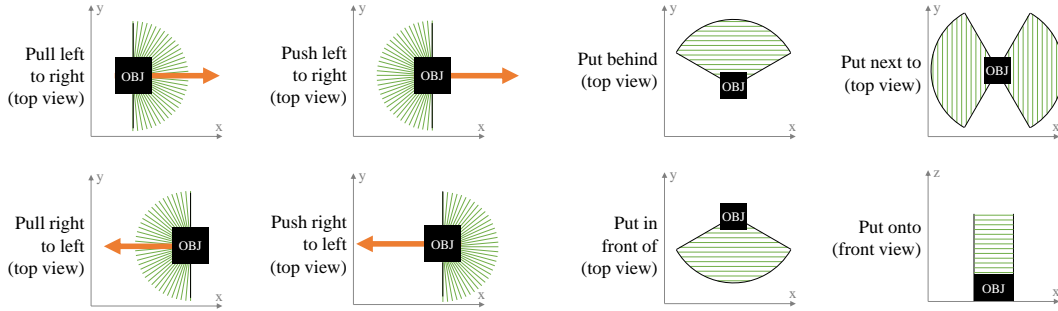 y
Pull left
to right
(top view)
OBJ
x
y
Push left
to right
(top view)
OBJ
x
y
Put behind
(top view)
OBJ
x
y
Put next to
(top view)
OBJ
x
y
Pull right
to left
(top view)
OBJ
x
y
Push right
to left
(top view)
OBJ
x
y
Put in
front of
(top view)
OBJ
x
z
Put onto
(front view)
OBJ
x